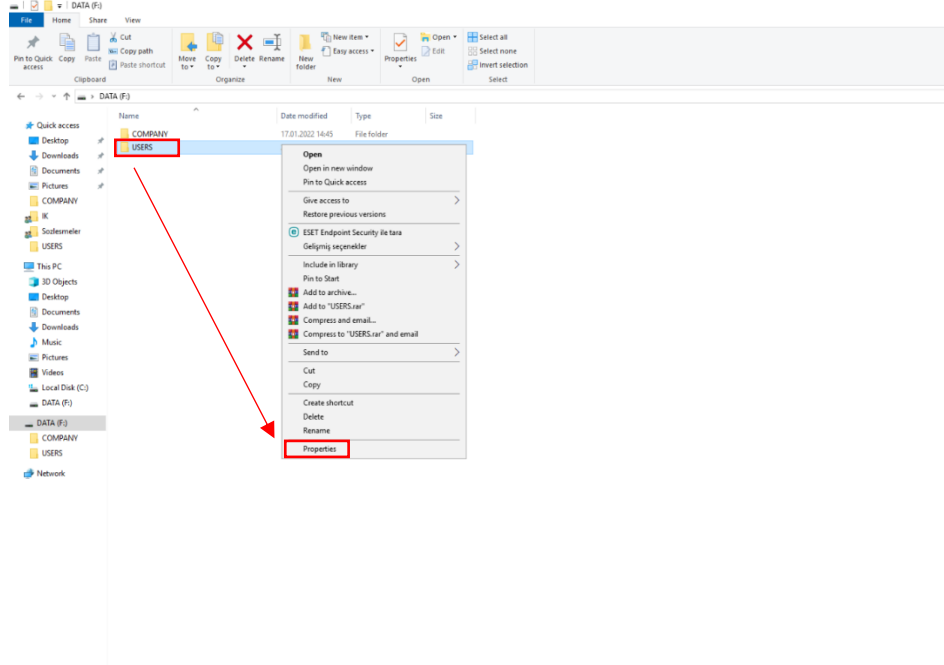 DATA (F:)
File Home Share View
Pin to Quick access
Copy
Paste
Cut
Copy path
Paste shortcut
Clipboard
Move to
Copy to
Delete
Rename
Organize
New folder
New item
Easy access
New
Properties
Open
Edit
Open
Select all
Select none
Invert selection
Select
DATA (F:)
Name Date modified Type Size
COMPANY 17.01.2022 14:45 File folder
USERS
Quick access
Desktop
Downloads
Documents
Pictures
COMPANY
IK
Sozlesmeler
USERS
This PC
3D Objects
Desktop
Documents
Downloads
Music
Pictures
Videos
Local Disk (C:)
DATA (F:)
DATA (F:)
COMPANY
USERS
Network
Open
Open in new window
Pin to Quick access
Give access to
Restore previous versions
ESET Endpoint Security ile tara
Gelişmiş seçenekler
Include in library
Pin to Start
Add to archive...
Add to "USERS.rar"
Compress and email...
Compress to "USERS.rar" and email
Send to
Cut
Copy
Create shortcut
Delete
Rename
Properties